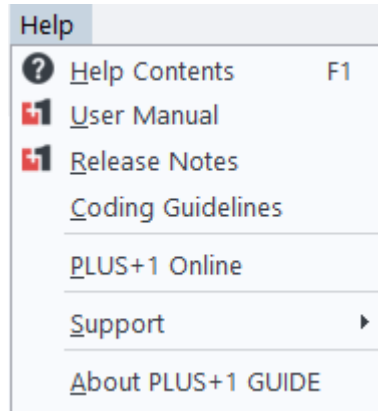 Help
Help Contents F1
User Manual
Release Notes
Coding Guidelines
PLUS+1 Online
Support
About PLUS+1 GUIDE